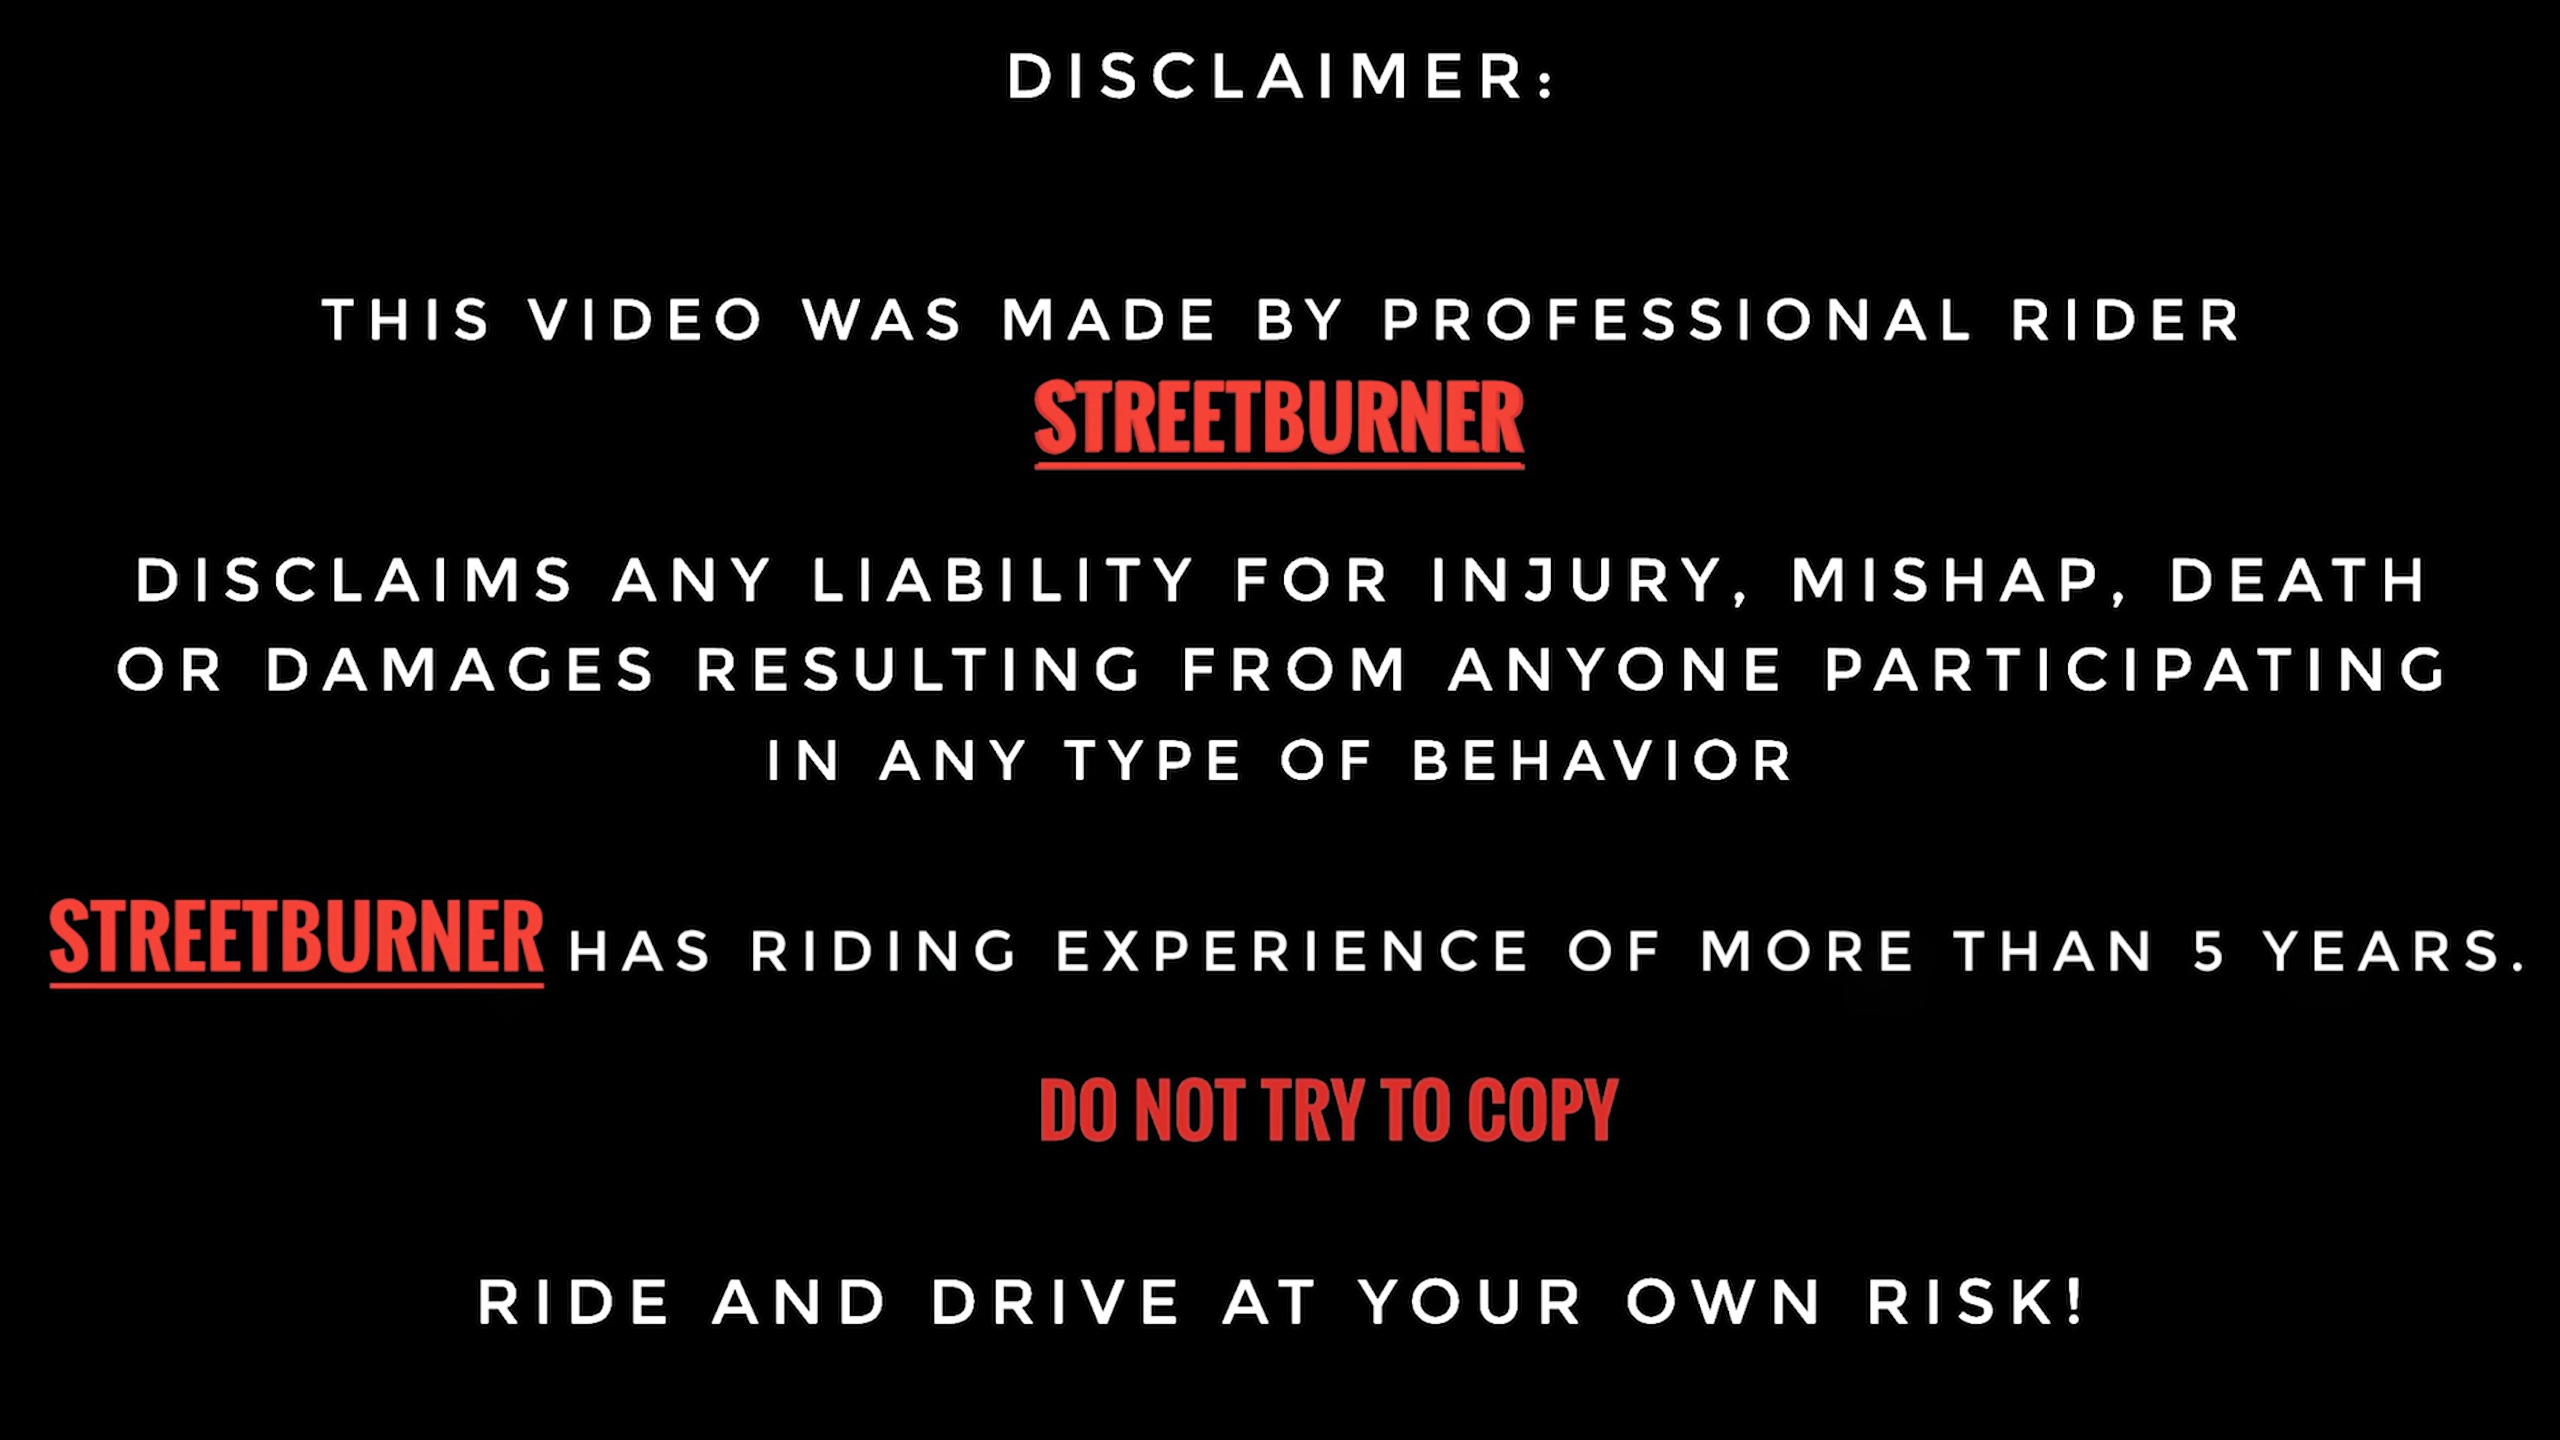 DISCLAIMER:
THIS VIDEO WAS MADE BY PROFESSIONAL RIDER
STREETBURNER
DISCLAIMS ANY LIABILITY FOR INJURY, MISHAP, DEATH
OR DAMAGES RESULTING FROM ANYONE PARTICIPATING
IN ANY TYPE OF BEHAVIOR
STREETBURNER HAS RIDING EXPERIENCE OF MORE THAN 5 YEARS.
DO NOT TRY TO COPY
RIDE AND DRIVE AT YOUR OWN RISK!